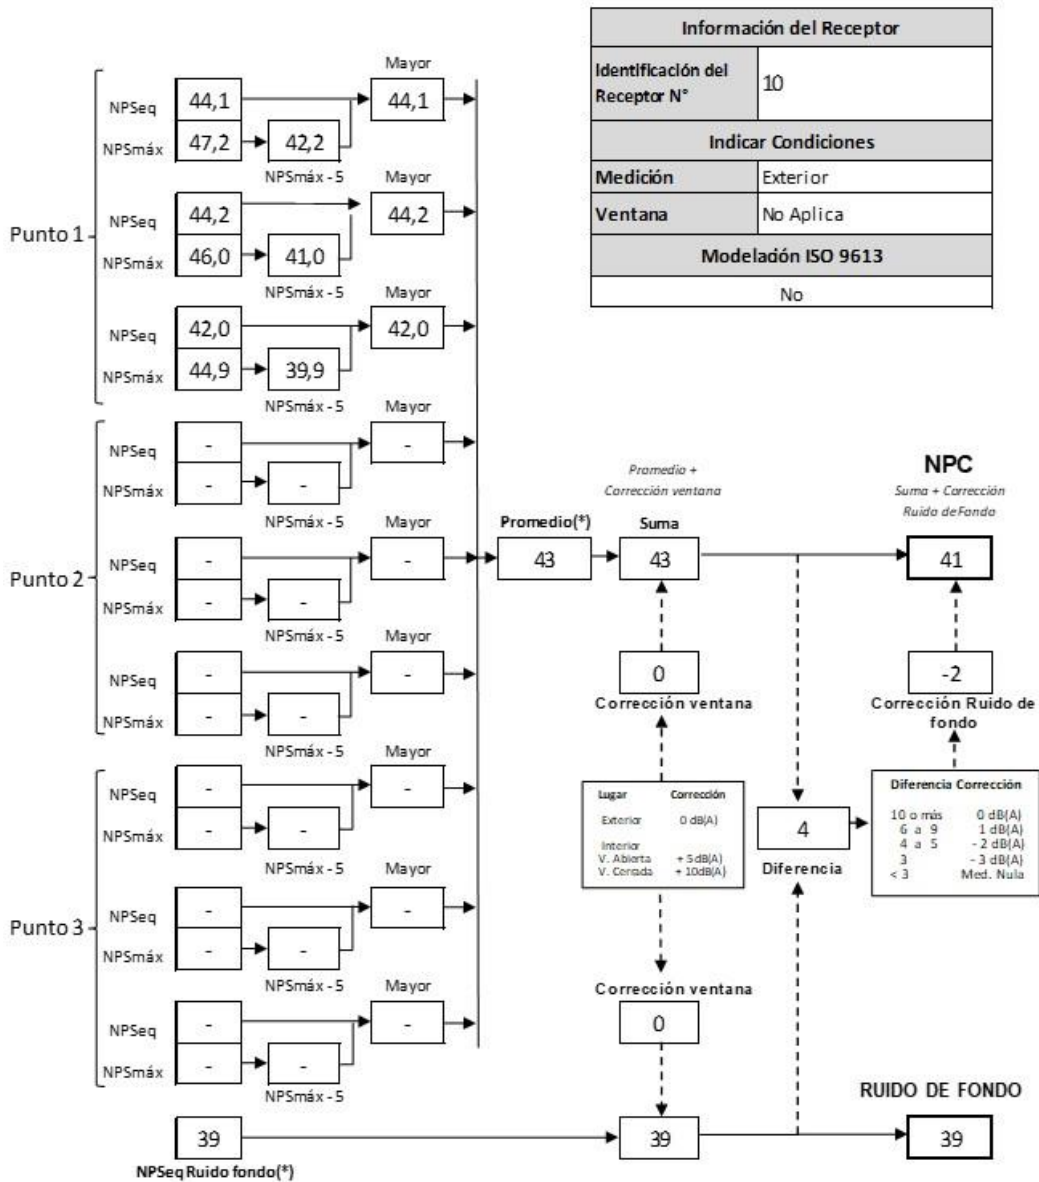 Información del Receptor
Identificación del Receptor N° 10
Indicar Condiciones
Medición Exterior
Ventana No Aplica
Modelación ISO 9613
No
Punto 1
Mayor
NPSeq 44,1 44,1
NPSmáx 47,2 42,2
NPSmáx - 5
Mayor
NPSeq 44,2 44,2
NPSmáx 46,0 41,0
NPSmáx - 5
Mayor
NPSeq 42,0 42,0
NPSmáx 44,9 39,9
NPSmáx - 5
Punto 2
Mayor
NPSeq - -
NPSmáx - -
NPSmáx - 5
Mayor
NPSeq - -
NPSmáx - -
NPSmáx - 5
Mayor
NPSeq - -
NPSmáx - -
NPSmáx - 5
Punto 3
Mayor
NPSeq - -
NPSmáx - -
NPSmáx - 5
Mayor
NPSeq - -
NPSmáx - -
NPSmáx - 5
Mayor
NPSeq - -
NPSmáx - -
NPSmáx - 5
39
NPSeq Ruido fondo(*)
Promedio(*)
43
Promedio +
Corrección ventana
Suma
43
0
Corrección ventana
Lugar Corrección
Exterior 0 dB(A)
Interior
V. Abierta + 5 dB(A)
V. Cerrada + 10dB(A)
Corrección ventana
0
39
4
Diferencia
NPC
Suma + Corrección
Ruido de Fondo
41
-2
Corrección Ruido de
fondo
Diferencia Corrección
10 o más 0 dB(A)
6 a 9 1 dB(A)
4 a 5 - 2 dB(A)
3 - 3 dB(A)
< 3 Med. Nula
RUIDO DE FONDO
39